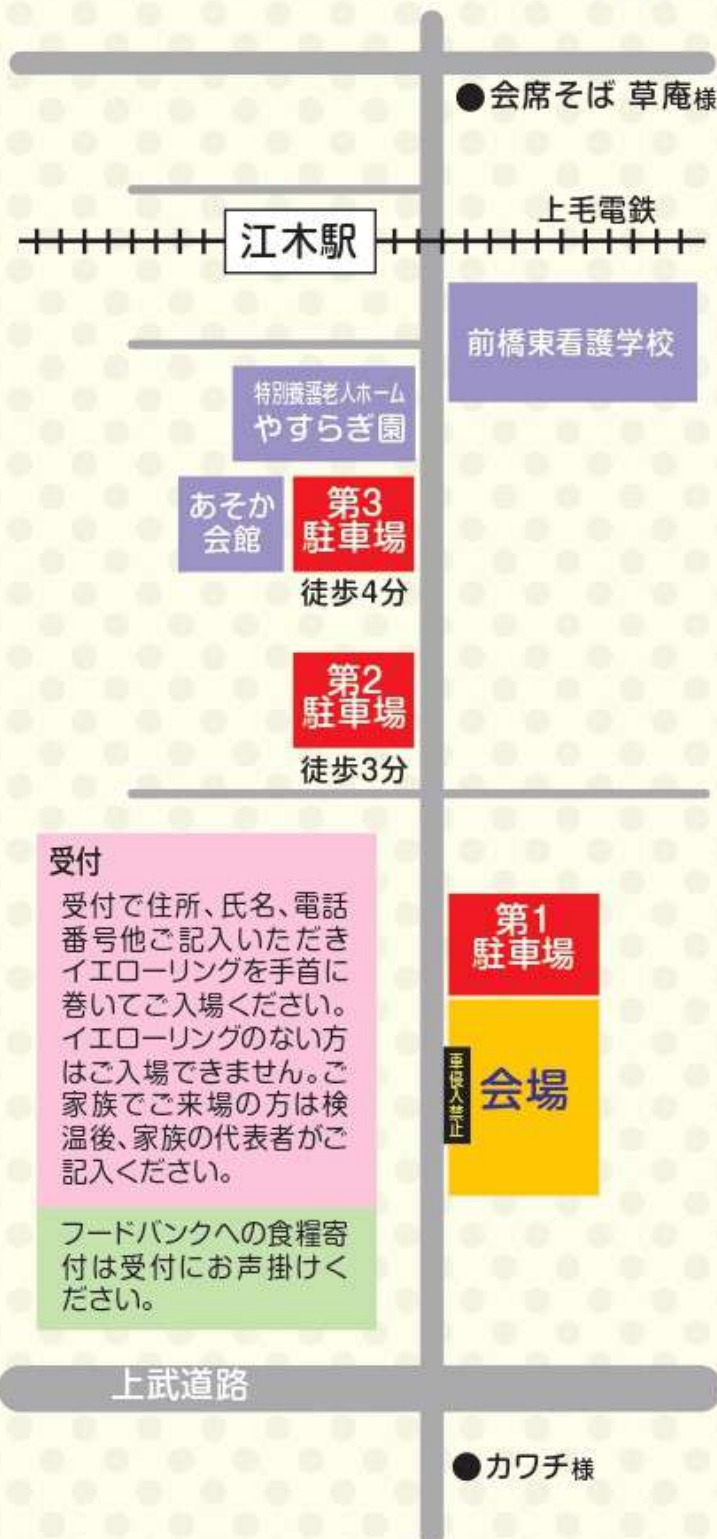 ●会席そば 草庵様
上毛電鉄
江木駅
前橋東看護学校
特別養護老人ホーム
やすらぎ園
あそか
会館
第3
駐車場
徒歩4分
第2
駐車場
徒歩3分
受付
受付で住所、氏名、電話
番号他ご記入いただき
イエローリングを手首に
巻いてご入場ください。
イエローリングのない方
はご入場できません。ご
家族でご来場の方は検
温後、家族の代表者がご
記入ください。
フードバンクへの食糧寄
付は受付にお声掛けく
ださい。
第1
駐車場
車侵入禁止
会場
上武道路
●カワチ様